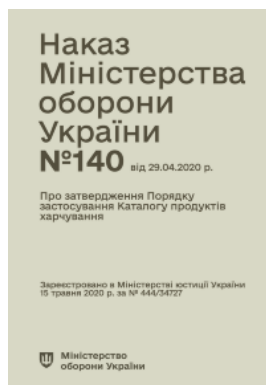 Наказ
Міністерства
оборони
України
№140 від 29.04.2020 р.
Про затвердження Порядку
застосування Каталогу продуктів
харчування
Зареєстровано в Міністерстві юстиції України
15 травня 2020 р. за № 444/34727
Міністерство
оборони України